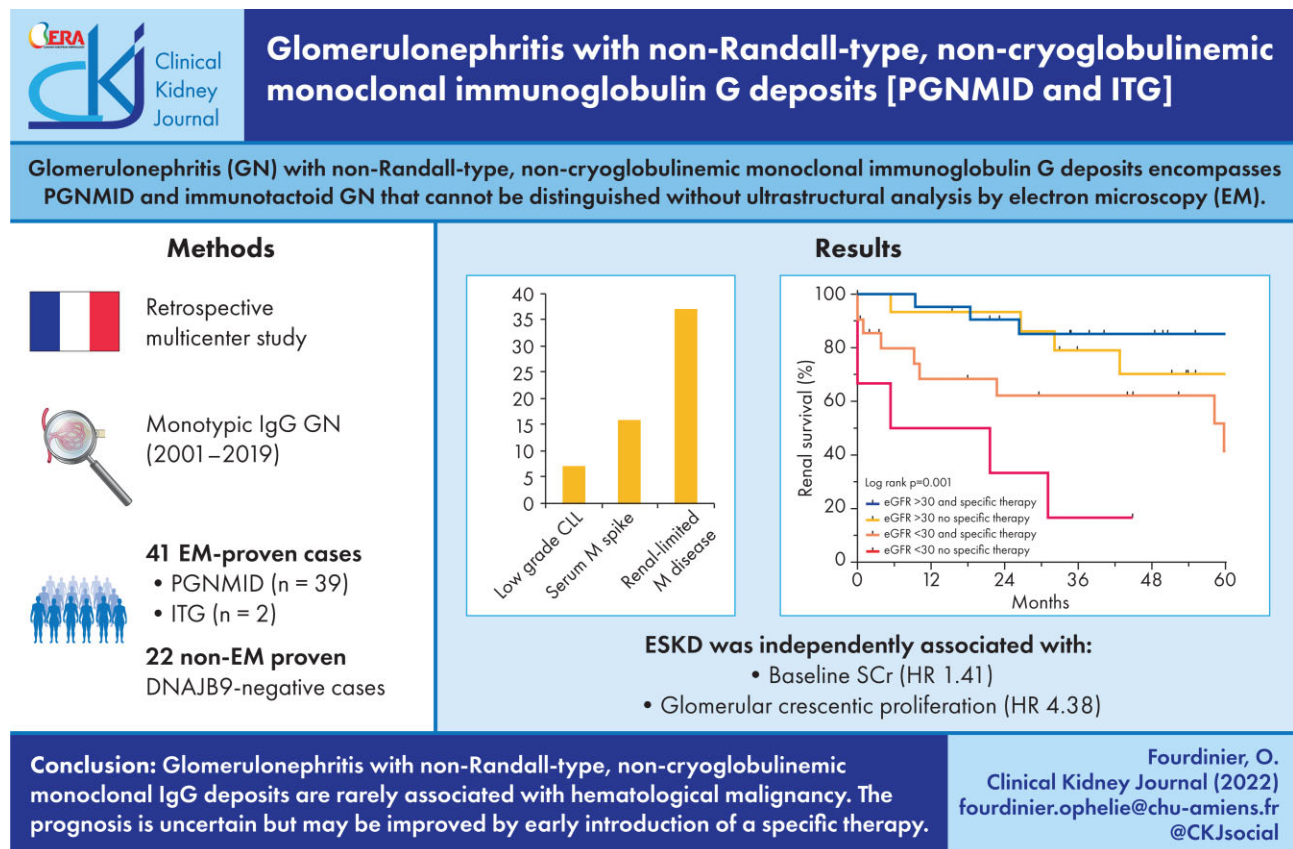 ERA
CKJ
Clinical
Kidney
Journal
Glomerulonephritis with non-Randall-type, non-cryoglobulinemic
monoclonal immunoglobulin G deposits [PGNMID and ITG]
Glomerulonephritis (GN) with non-Randall-type, non-cryoglobulinemic monoclonal immunoglobulin G deposits encompasses
PGNMID and immunotactoid GN that cannot be distinguished without ultrastructural analysis by electron microscopy (EM).
Methods
Retrospective
multicenter study
Monotypic IgG GN
(2001–2019)
41 EM-proven cases
• PGNMID (n = 39)
• ITG (n = 2)
22 non-EM proven
DNAJB9-negative cases
Results
40
35
30
25
20
15
10
5
0
Low grade CLL
Serum M spike
Renal-limited
M disease
Renal survival (%)
100
80
60
40
20
0
Log rank p=0.001
eGFR >30 and specific therapy
eGFR >30 no specific therapy
eGFR <30 and specific therapy
eGFR <30 no specific therapy
0 12 24 36 48 60
Months
ESKD was independently associated with:
• Baseline SCr (HR 1.41)
• Glomerular crescentic proliferation (HR 4.38)
Conclusion: Glomerulonephritis with non-Randall-type, non-cryoglobulinemic
monoclonal IgG deposits are rarely associated with hematological malignancy. The
prognosis is uncertain but may be improved by early introduction of a specific therapy.
Fourdinier, O.
Clinical Kidney Journal (2022)
fourdinier.ophelie@chu-amiens.fr
@CKJsocial